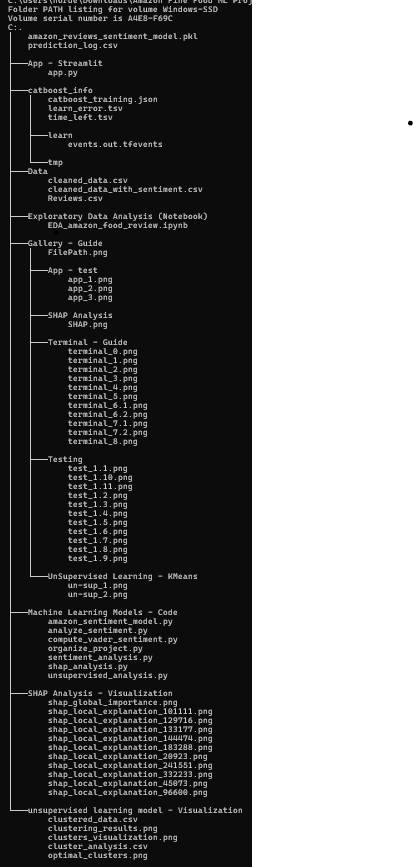 Folder PATH listing for volume Windows-SSD
Volume serial number is A4E8-F69C
C:.
amazon_reviews_sentiment_model.pkl
prediction_log.csv
App - Streamlit
app.py
catboost_info
catboost_training.json
learn_error.tsv
time_left.tsv
learn
events.out.tfevents
tmp
Data
cleaned_data.csv
cleaned_data_with_sentiment.csv
Reviews.csv
Exploratory Data Analysis (Notebook)
EDA_amazon_food_review.ipynb
Gallery - Guide
FilePath.png
App - test
app_1.png
app_2.png
app_3.png
SHAP Analysis
SHAP.png
Terminal - Guide
terminal_0.png
terminal_1.png
terminal_2.png
terminal_3.png
terminal_4.png
terminal_5.png
terminal_6.1.png
terminal_6.2.png
terminal_7.1.png
terminal_7.2.png
terminal_8.png
Testing
test_1.1.png
test_1.10.png
test_1.11.png
test_1.2.png
test_1.3.png
test_1.4.png
test_1.5.png
test_1.6.png
test_1.7.png
test_1.8.png
test_1.9.png
UnSupervised Learning - KMeans
un-sup_1.png
un-sup_2.png
Machine Learning Models - Code
amazon_sentiment_model.py
analyze_sentiment.py
compute_vader_sentiment.py
organize_project.py
sentiment_analysis.py
shap_analysis.py
unsupervised_analysis.py
SHAP Analysis - Visualization
shap_global_importance.png
shap_local_explanation_101111.png
shap_local_explanation_129716.png
shap_local_explanation_133177.png
shap_local_explanation_144474.png
shap_local_explanation_183288.png
shap_local_explanation_20923.png
shap_local_explanation_241551.png
shap_local_explanation_332233.png
shap_local_explanation_45073.png
shap_local_explanation_96600.png
unsupervised learning model - Visualization
clustered_data.csv
clustering_results.png
clusters_visualization.png
cluster_analysis.csv
optimal_clusters.png